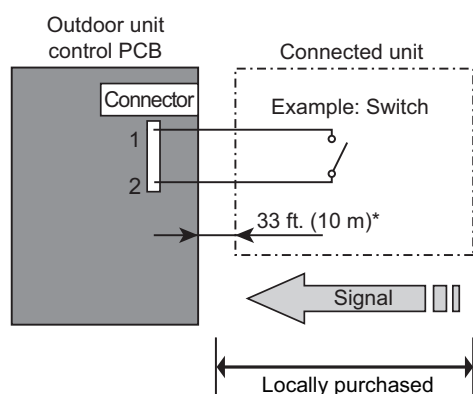 Outdoor unit
control PCB
Connected unit
Connector
Example: Switch
1
2
33 ft. (10 m)*
Signal
Locally purchased